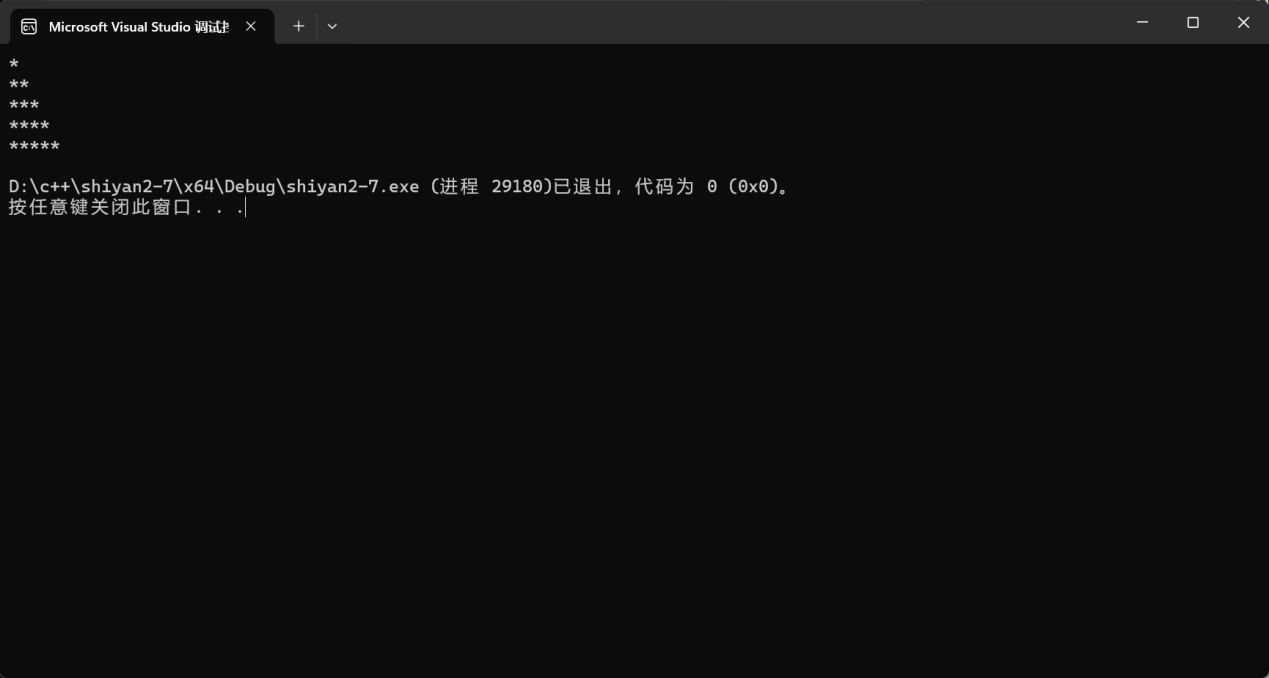 Microsoft Visual Studio 调试
*
**
***
****
*****
D:\c++\shiyan2-7\x64\Debug\shiyan2-7.exe (进程 29180)已退出，代码为 0 (0x0)。
按任意键关闭此窗口. . .